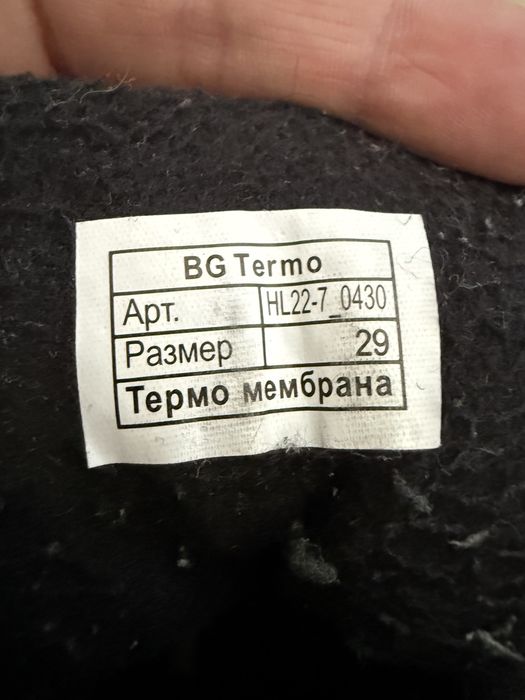 BG Termo
Арт. HL22-7_0430
Размер 29
Термо мембрана